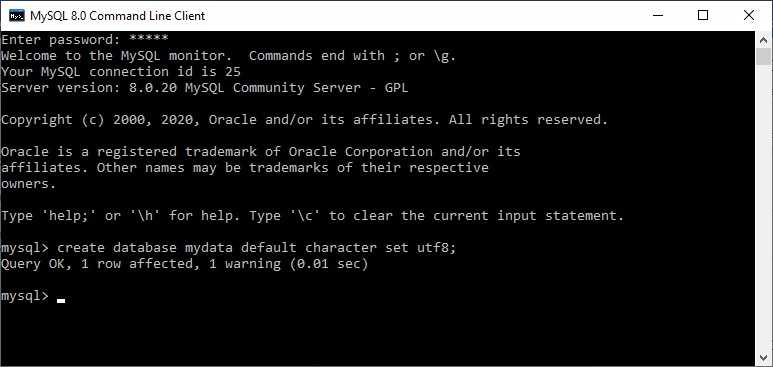 MySQL 8.0 Command Line Client
Enter password: *****
Welcome to the MySQL monitor.  Commands end with ; or \g.
Your MySQL connection id is 25
Server version: 8.0.20 MySQL Community Server - GPL
Copyright (c) 2000, 2020, Oracle and/or its affiliates. All rights reserved.
Oracle is a registered trademark of Oracle Corporation and/or its
affiliates. Other names may be trademarks of their respective
owners.
Type 'help;' or '\h' for help. Type '\c' to clear the current input statement.
mysql> create database mydata default character set utf8;
Query OK, 1 row affected, 1 warning (0.01 sec)
mysql>